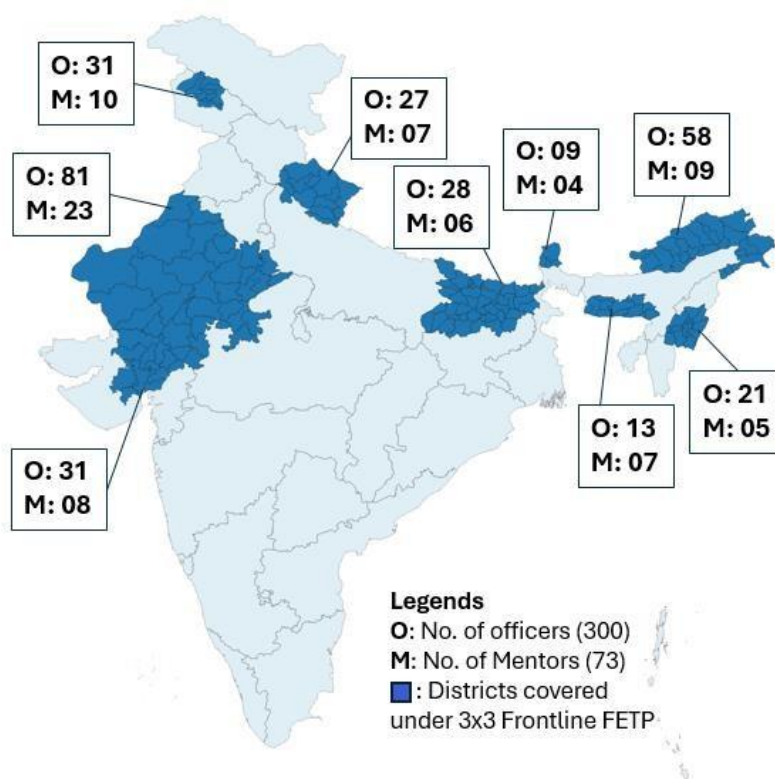 O: 31
M: 10
O: 27
M: 07
O: 09
M: 04
O: 58
M: 09
O: 81
M: 23
O: 28
M: 06
O: 21
M: 05
O: 13
M: 07
O: 31
M: 08
Legends
O: No. of officers (300)
M: No. of Mentors (73)
: Districts covered
under 3x3 Frontline FETP